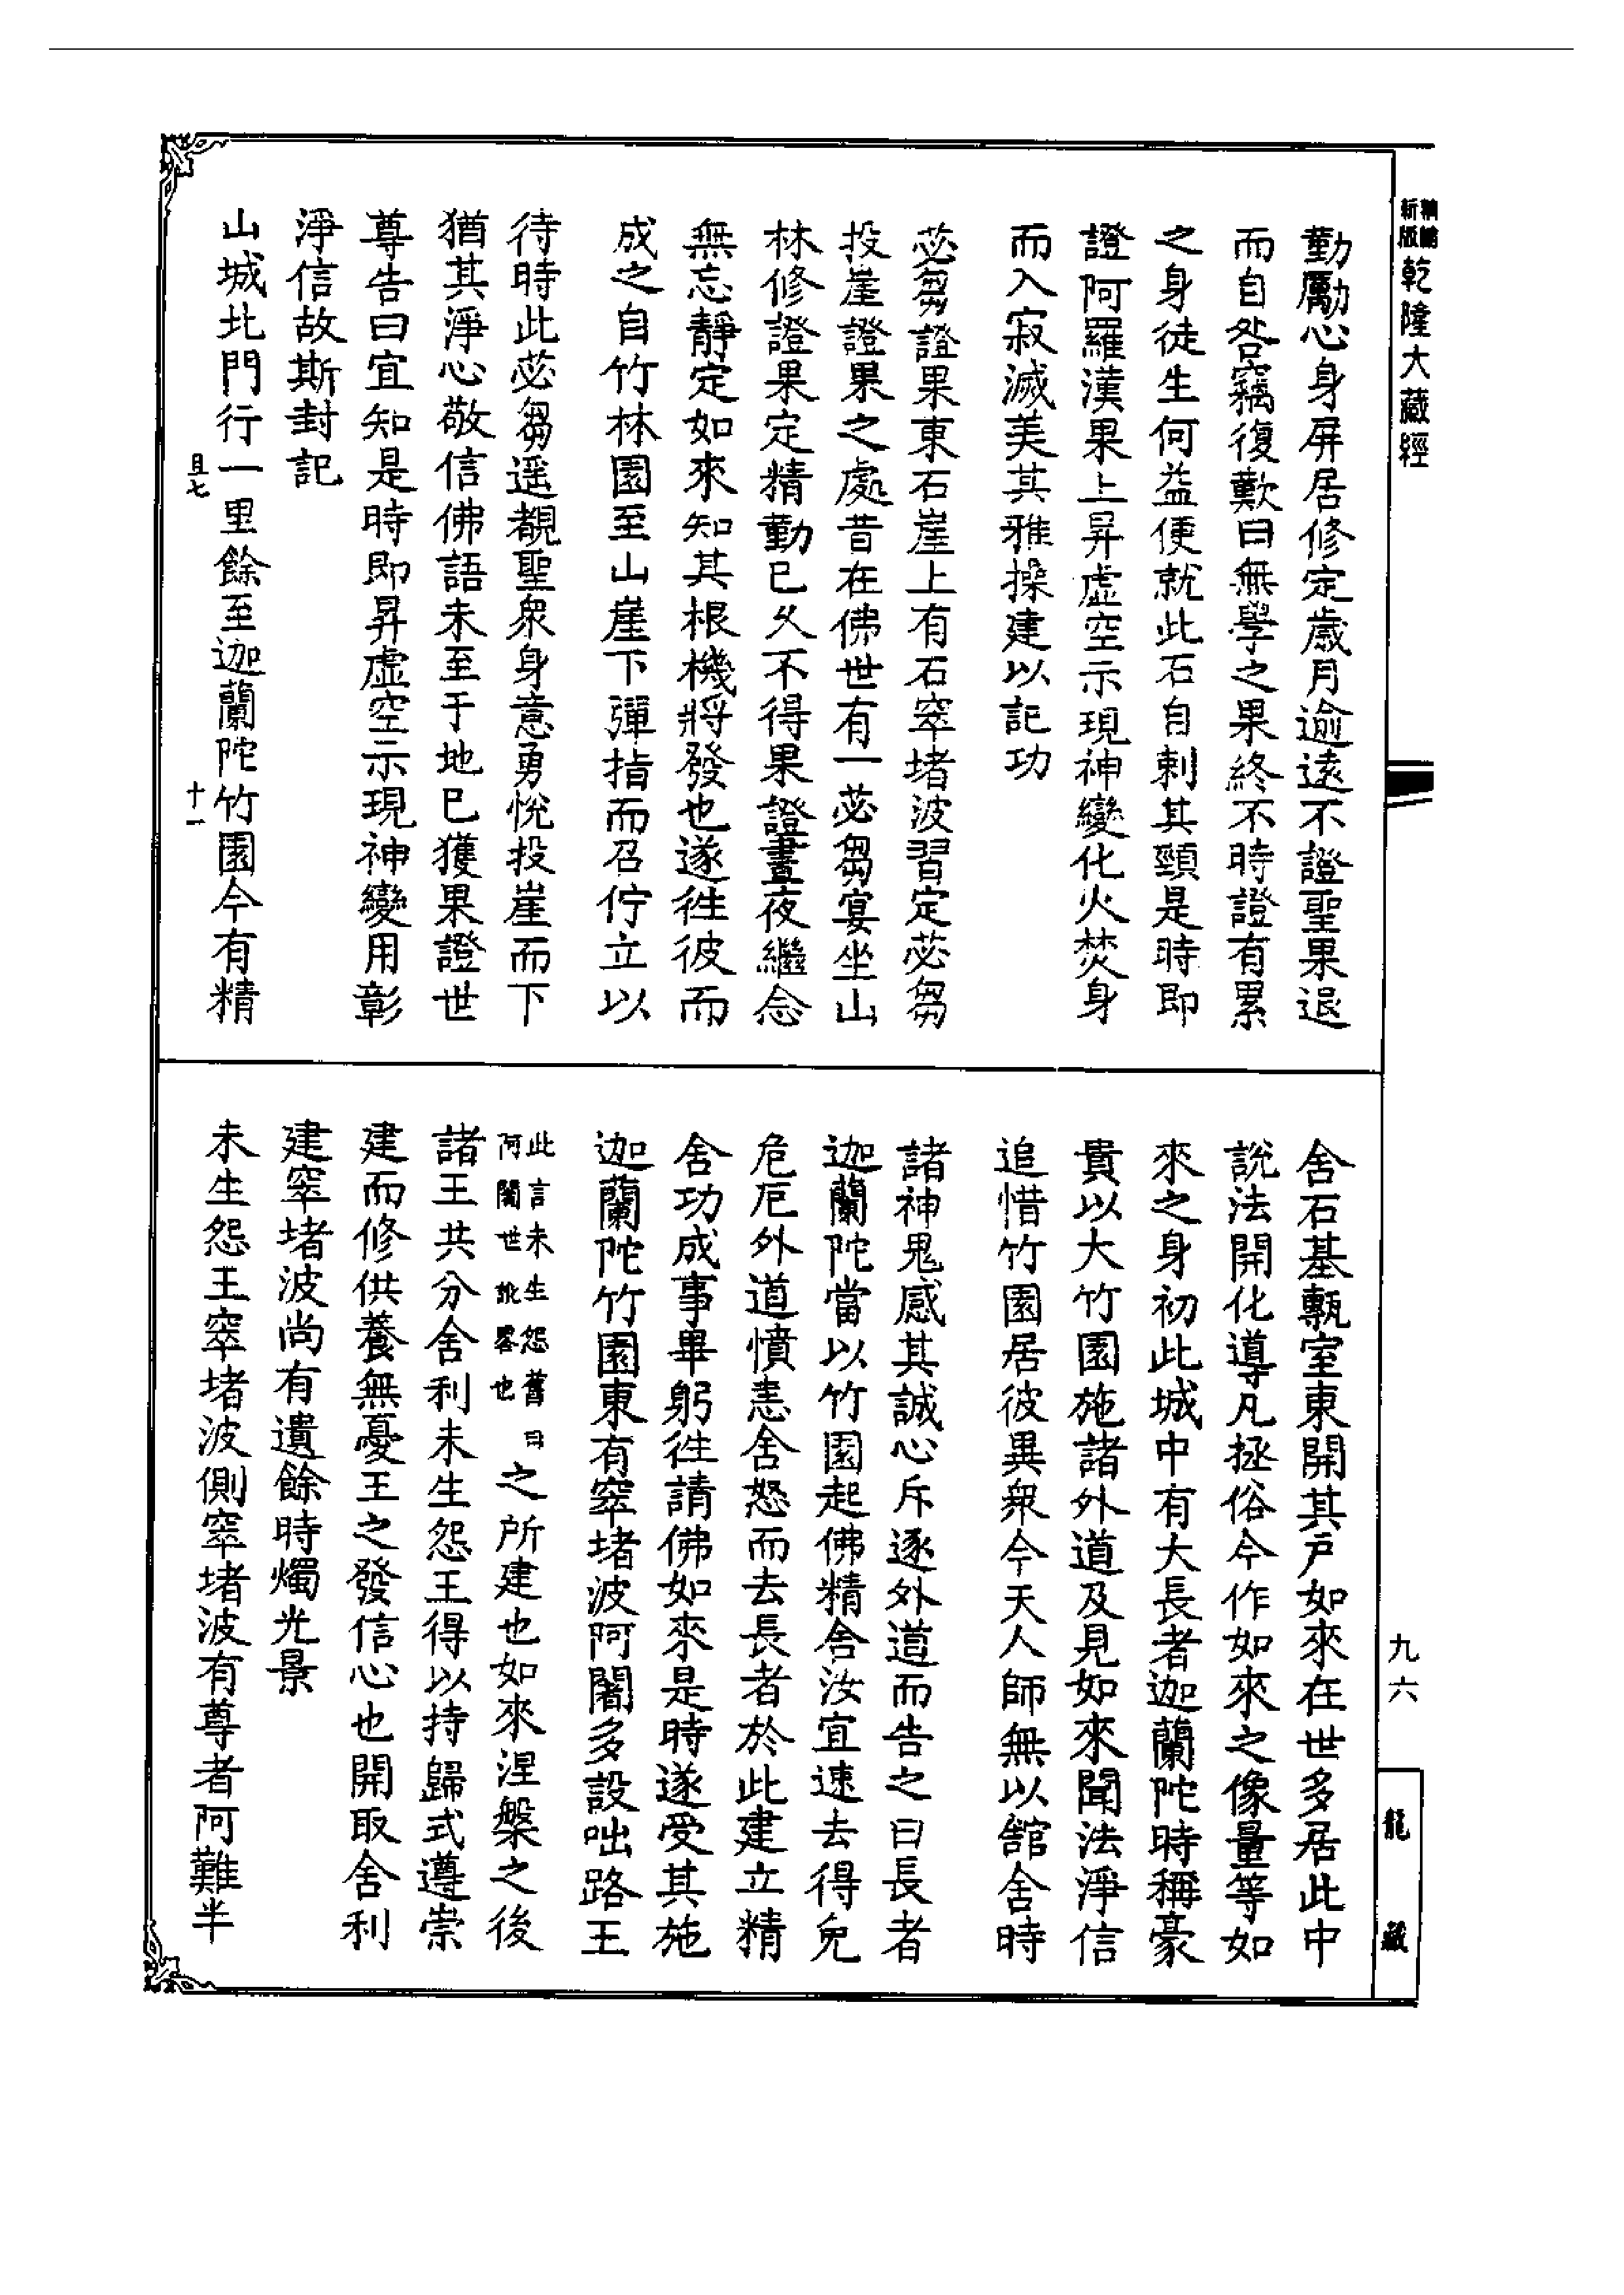 精縮
新版
乾隆大藏經
勤勵心身屏居修定歲月逾遠不證聖果退
而自咎竊復歎曰無學之果終不時證有累
之身徒生何益便就此石自刺其頸是時即
證阿羅漢果上昇虛空示現神變化火焚身
而入寂滅美其雅操建以記功
苾芻證果東石崖上有石窣堵波習定苾芻
投崖證果之處昔在佛世有一苾芻宴坐山
林修證果定精勤已久不得果證晝夜繼念
無忘靜定如來知其根機將發也遂往彼而
成之自竹林園至山崖下彈指而召佇立以
待時此苾芻遥覩聖衆身意勇悅投崖而下
猶其淨心敬信佛語未至于地已獲果證世
尊告曰宜知是時即昇虛空示現神變用彰
淨信故斯封記
山城北門行一里餘至迦蘭陀竹園今有精
且七
十一
舍石基甎室東開其戶如來在世多居此中
說法開化導凡拯俗今作如來之像量等如
來之身初此城中有大長者迦蘭陀時稱豪
貴以大竹園施諸外道及見如來聞法淨信
追惜竹園居彼異衆今天人師無以舘舍時
諸神鬼感其誠心斥逐外道而告之曰長者
迦蘭陀當以竹園起佛精舍汝宜速去得免
危厄外道憤恚舍怒而去長者於此建立精
舍功成事畢躬往請佛如來是時遂受其施
迦蘭陀竹園東有窣堵波阿闍多設咄路王
此言未生怨舊曰
阿闍世訛畧也
之所建也如來涅槃之後
諸王共分舍利未生怨王得以持歸式遵崇
建而修供養無憂王之發信心也開取舍利
建窣堵波尚有遺餘時燭光景
未生怨王窣堵波側窣堵波有尊者阿難半
九六
龍藏